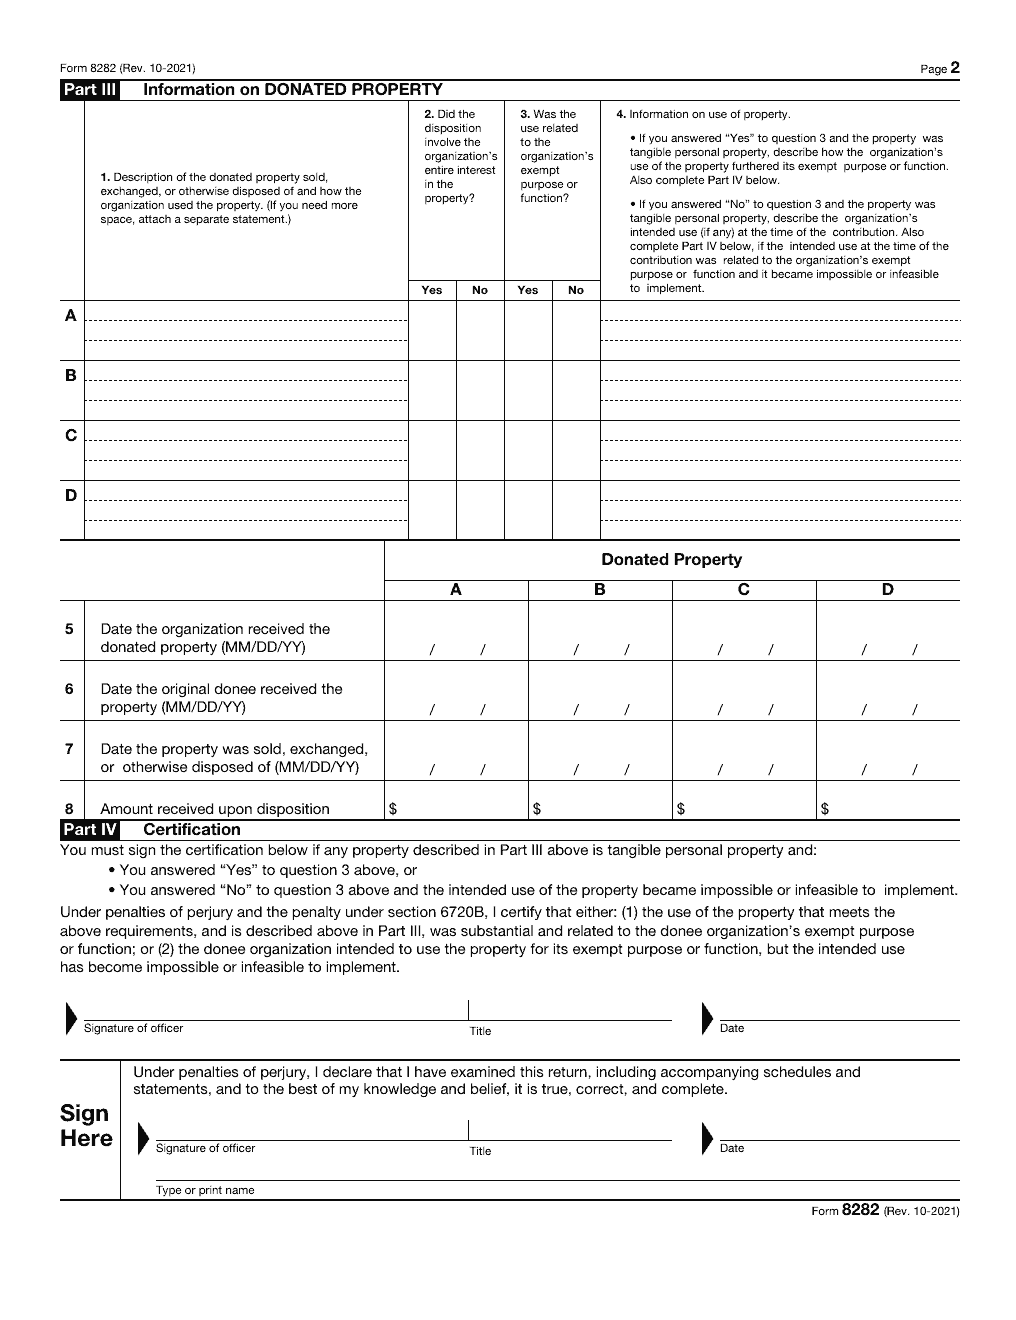 Form 8282 (Rev. 10-2021)
Page 2
Part III Information on DONATED PROPERTY
1. Description of the donated property sold,
exchanged, or otherwise disposed of and how the
organization used the property. (If you need more
space, attach a separate statement.)
2. Did the
disposition
involve the
organization’s
entire interest
in the
property?
3. Was the
use related
to the
organization’s
exempt
purpose or
function?
4. Information on use of property.
• If you answered “Yes” to question 3 and the property was
tangible personal property, describe how the organization’s
use of the property furthered its exempt purpose or function.
Also complete Part IV below.
• If you answered “No” to question 3 and the property was
tangible personal property, describe the organization’s
intended use (if any) at the time of the contribution. Also
complete Part IV below, if the intended use at the time of the
contribution was related to the organization’s exempt
purpose or function and it became impossible or infeasible
to implement.
Yes No Yes No
A
B
C
D
Donated Property
A B C D
5 Date the organization received the
donated property (MM/DD/YY) / / / / / / / /
6 Date the original donee received the
property (MM/DD/YY) / / / / / / / /
7 Date the property was sold, exchanged,
or otherwise disposed of (MM/DD/YY) / / / / / / / /
8 Amount received upon disposition $ $ $ $
Part IV Certification
You must sign the certification below if any property described in Part III above is tangible personal property and:
• You answered “Yes” to question 3 above, or
• You answered “No” to question 3 above and the intended use of the property became impossible or infeasible to implement.
Under penalties of perjury and the penalty under section 6720B, I certify that either: (1) the use of the property that meets the
above requirements, and is described above in Part III, was substantial and related to the donee organization’s exempt purpose
or function; or (2) the donee organization intended to use the property for its exempt purpose or function, but the intended use
has become impossible or infeasible to implement.
Signature of officer Title Date
Sign
Here
Under penalties of perjury, I declare that I have examined this return, including accompanying schedules and
statements, and to the best of my knowledge and belief, it is true, correct, and complete.
Signature of officer Title Date
Type or print name
Form 8282 (Rev. 10-2021)